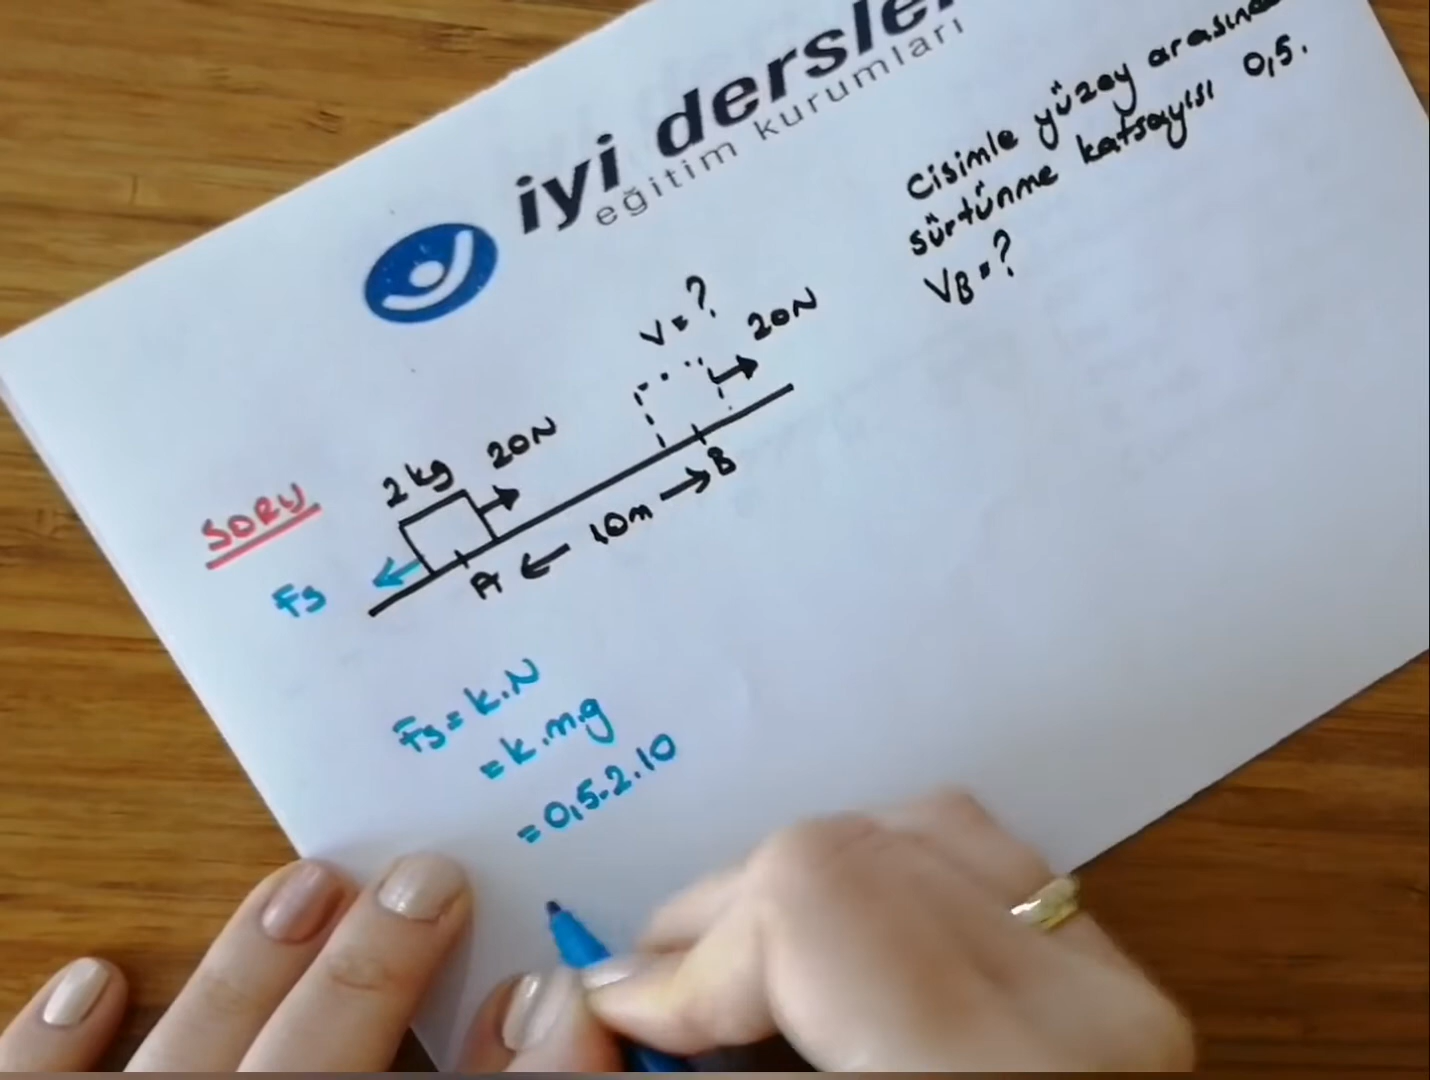 iyi dersler
eğitim kurumları
Cisimle yüzey arasında
sürtünme katsayısı 0,5.
VB=?
V=?
20N
20N
2kg
SORU
B
10m
A
Fs
Fs=k.N
=k.m.g
=0,5.2.10